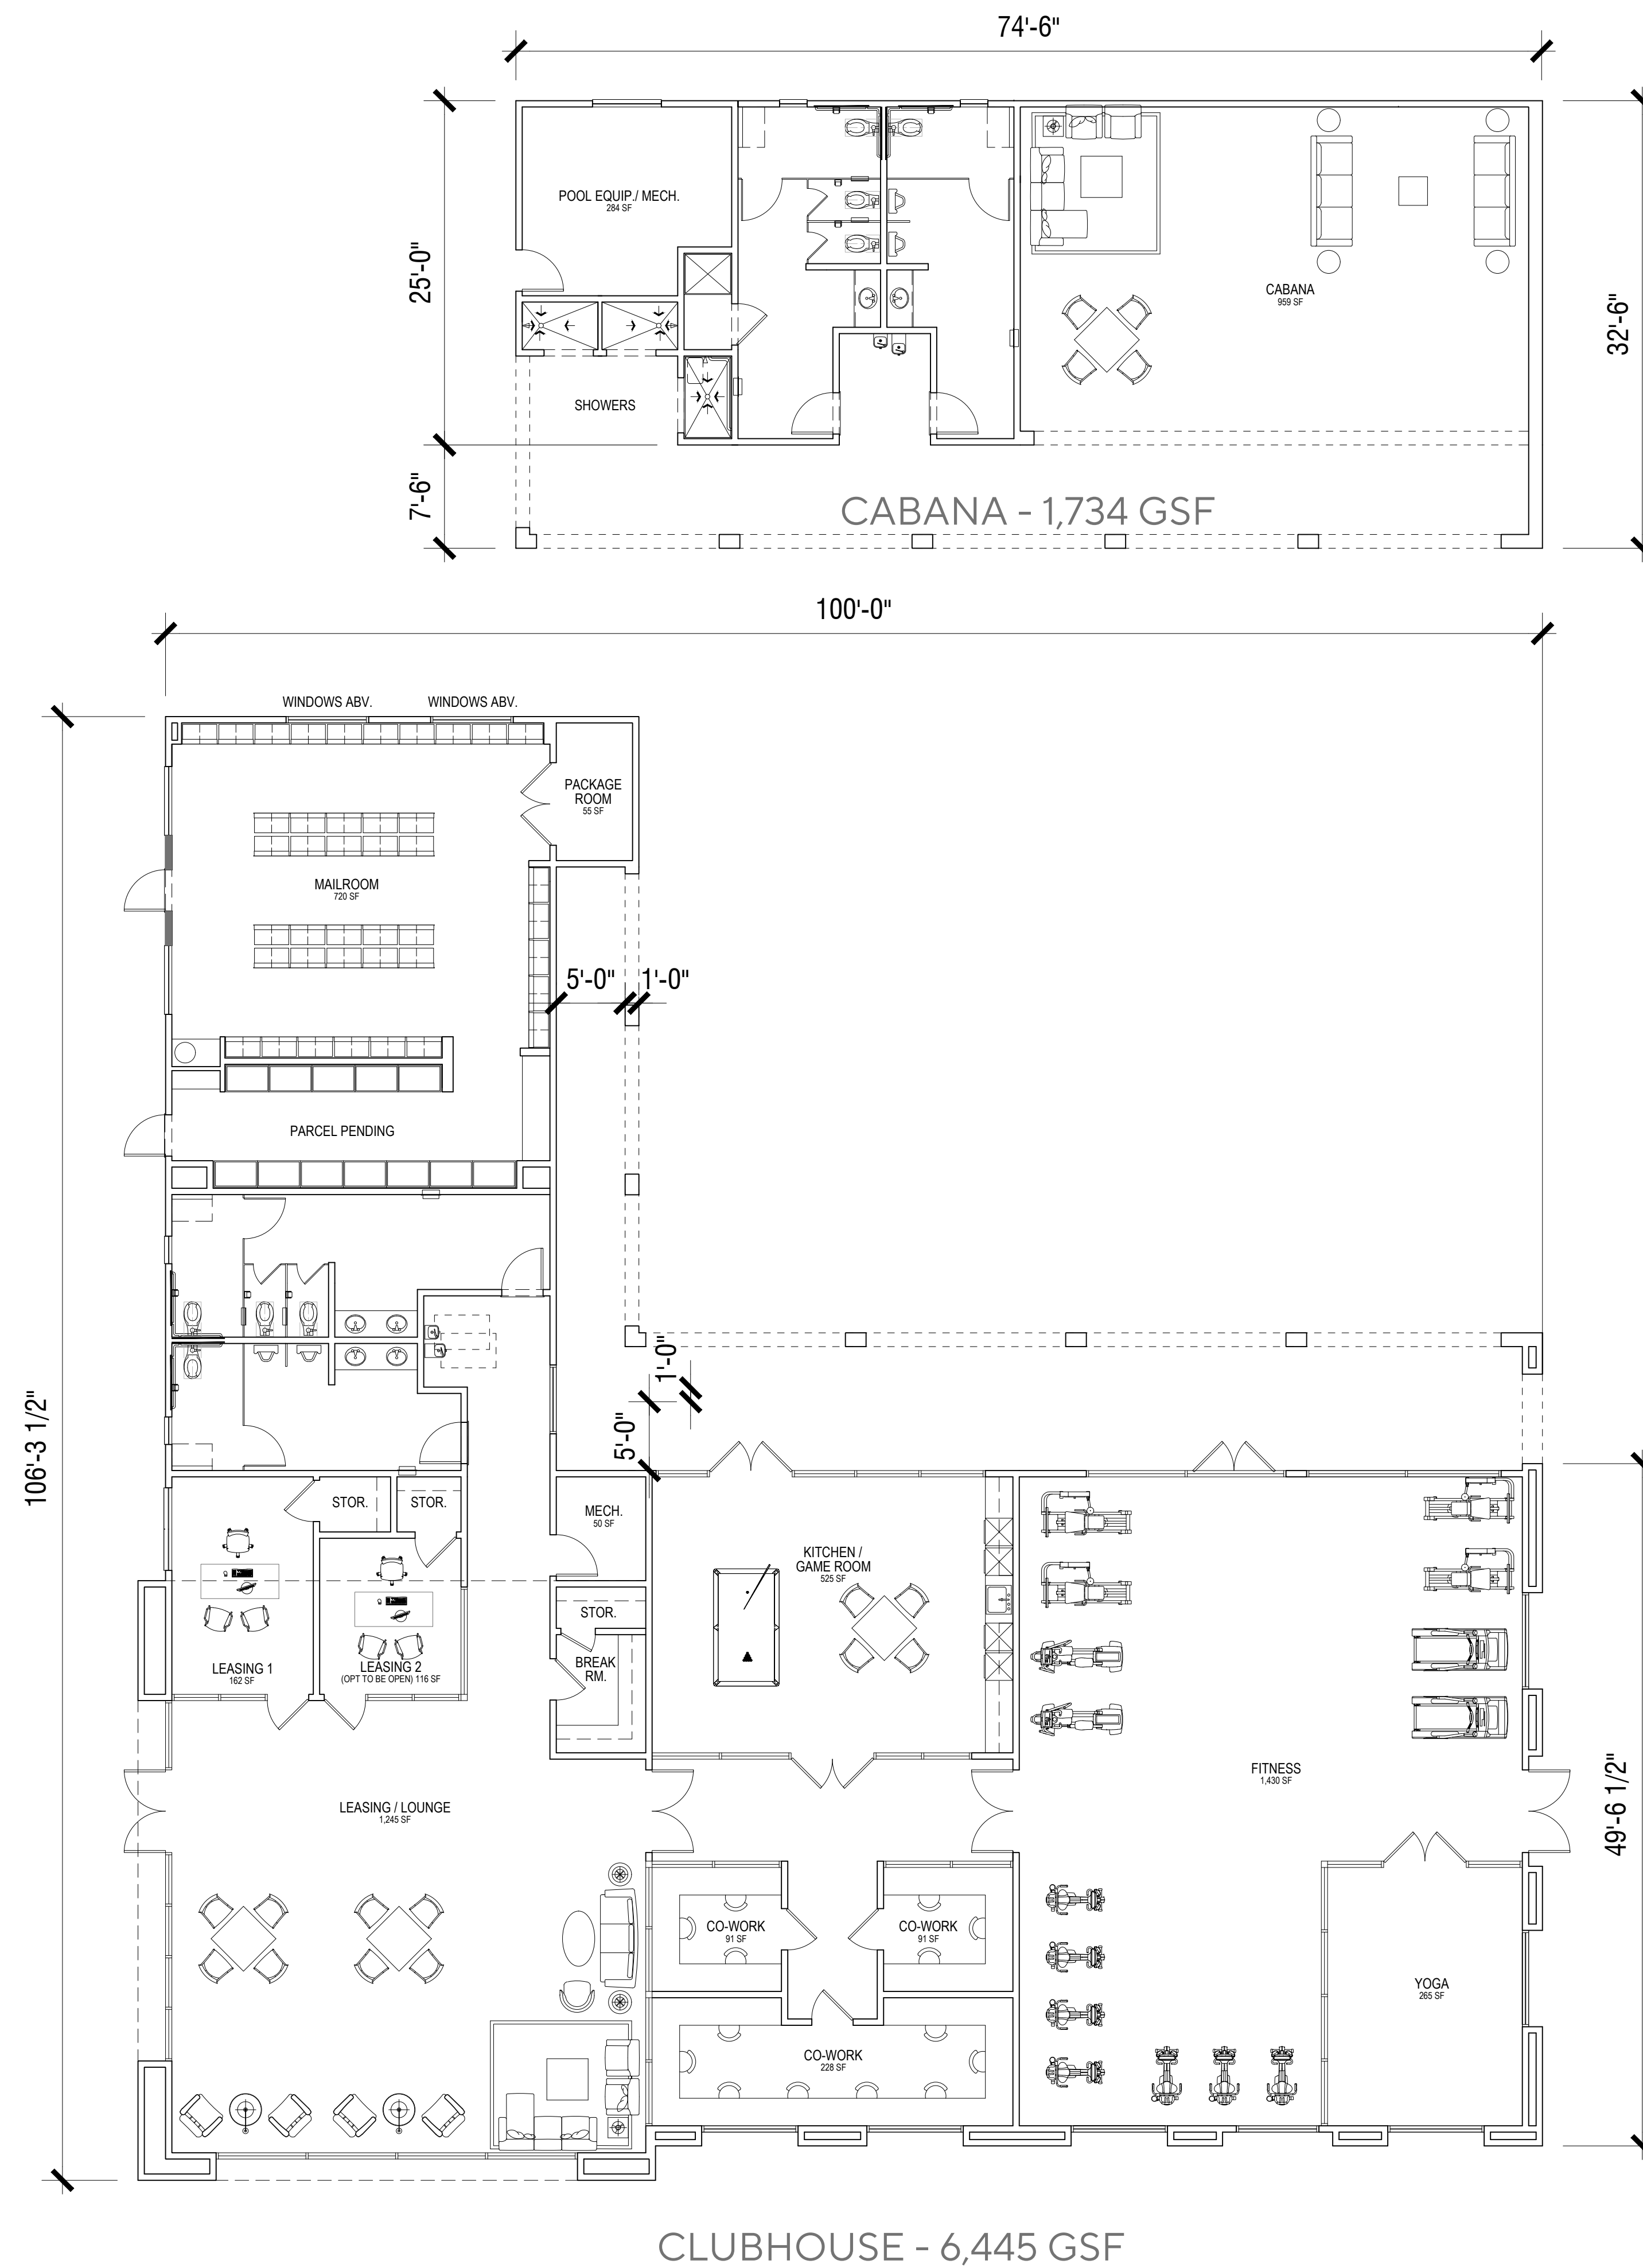 74'-6"
POOL EQUIP./ MECH.
284 SF
25'-0"
CABANA
959 SF
32'-6"
SHOWERS
7'-6"
CABANA - 1,734 GSF
100'-0"
WINDOWS ABV.
WINDOWS ABV.
PACKAGE
ROOM
55 SF
MAILROOM
720 SF
5'-0"
1'-0"
PARCEL PENDING
1'-0"
5'-0"
106'-3 1/2"
STOR.
STOR.
MECH.
50 SF
KITCHEN /
GAME ROOM
525 SF
STOR.
BREAK
RM.
LEASING 1
162 SF
LEASING 2
(OPT TO BE OPEN) 116 SF
FITNESS
1,430 SF
49'-6 1/2"
LEASING / LOUNGE
1,245 SF
CO-WORK
91 SF
CO-WORK
91 SF
YOGA
265 SF
CO-WORK
228 SF
CLUBHOUSE - 6,445 GSF